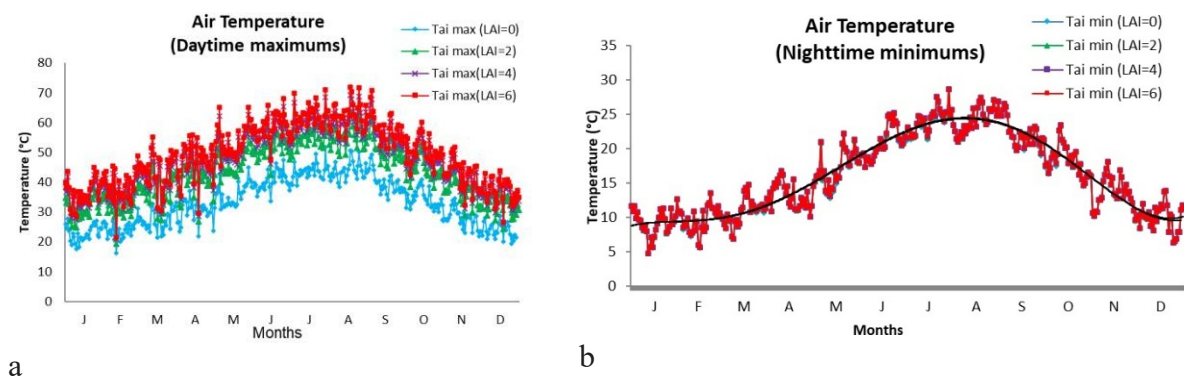 Air Temperature
(Daytime maximums)
Tai max (LAI=0)
Tai max(LAI=2)
Tai max(LAI=4)
Tai max(LAI=6)
Temperature (°C)
80
70
60
50
40
30
20
10
0
J F M A M J J A S O N D
Months
a
Air Temperature
(Nighttime minimums)
Tai min (LAI=0)
Tai min (LAI=2)
Tai min (LAI=4)
Tai min (LAI=6)
Temperature (°C)
35
30
25
20
15
10
5
0
J F M A M J J A S O N D
Months
b